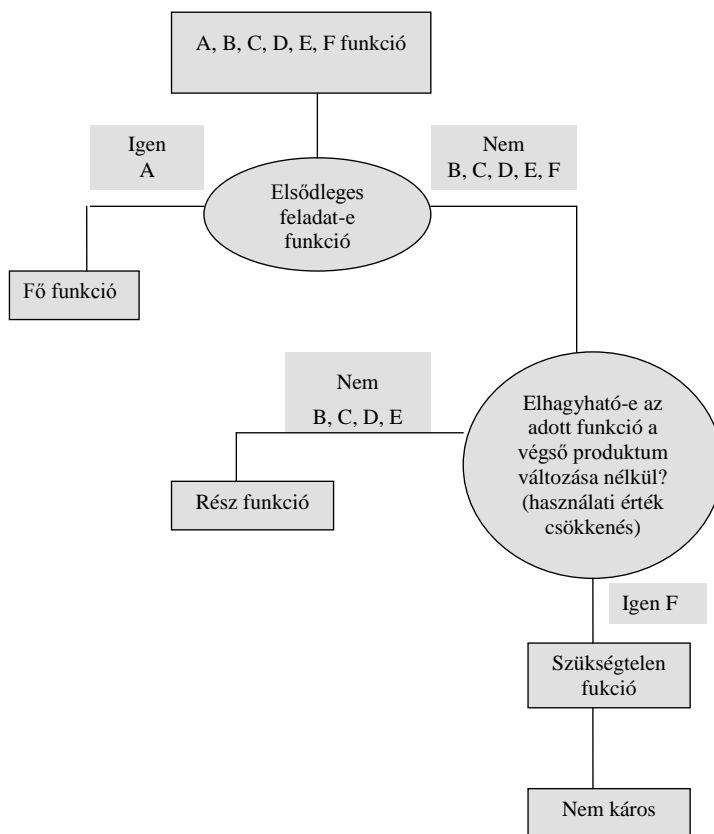 A, B, C, D, E, F funkció
Igen
A
Nem
B, C, D, E, F
Elsődleges
feladat-e
funkció
Fő funkció
Nem
B, C, D, E
Elhagyható-e az
adott funkció a
végső produktum
változása nélkül?
(használati érték
csökkenés)
Rész funkció
Igen F
Szükségtelen
fukció
Nem káros